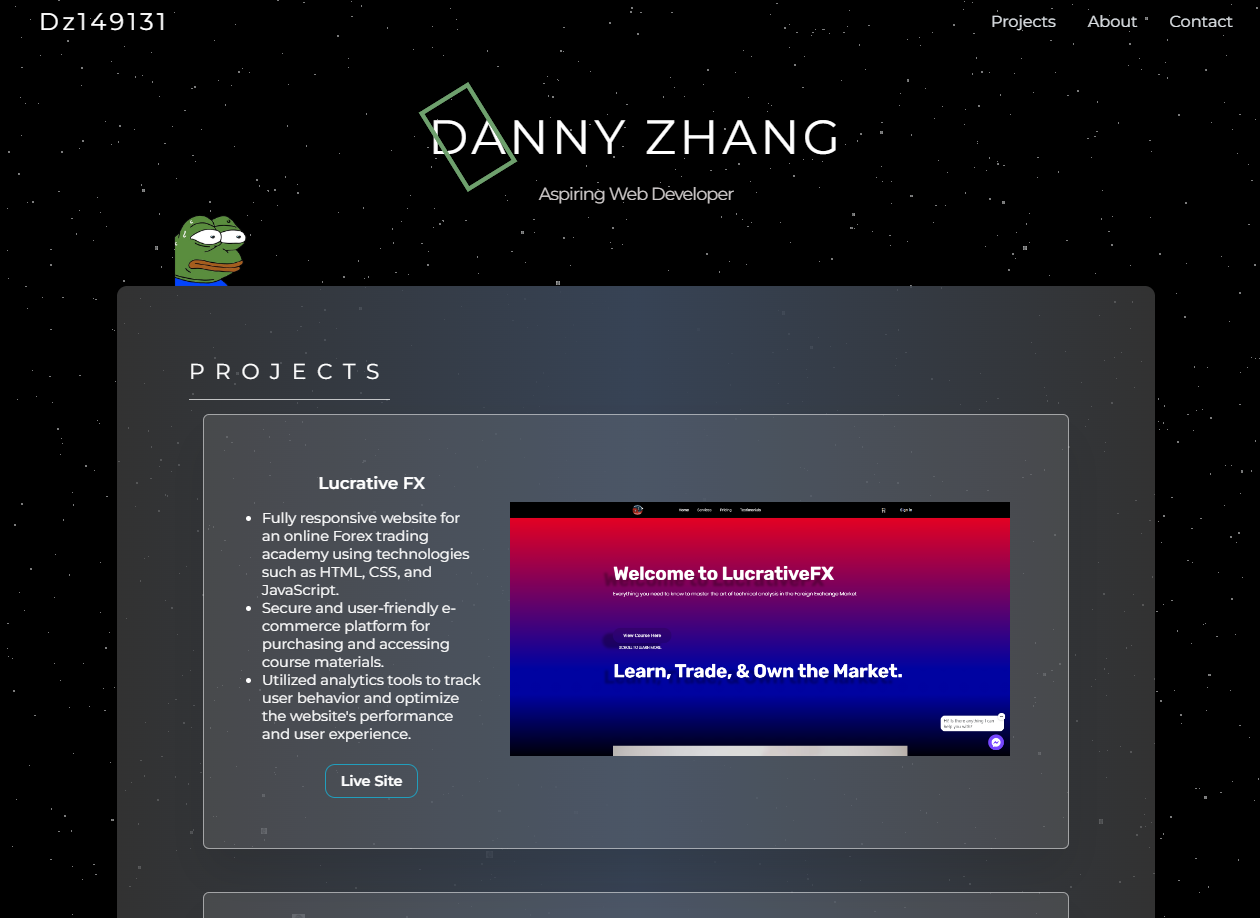 Dz149131
Projects About Contact
DANNY ZHANG
Aspiring Web Developer
PROJECTS
Lucrative FX
Fully responsive website for
an online Forex trading
academy using technologies
such as HTML, CSS, and
JavaScript.
Secure and user-friendly e-
commerce platform for
purchasing and accessing
course materials.
Utilized analytics tools to track
user behavior and optimize
the website's performance
and user experience.
Live Site
Home Services Pricing Testimonials Sign In
Welcome to LucrativeFX
Everything you need to know to master the art of technical analysis in the Foreign Exchange Market
View Course Here
SCROLL TO LEARN MORE
Learn, Trade, & Own the Market.
Hi! Is there anything I can
help you with?